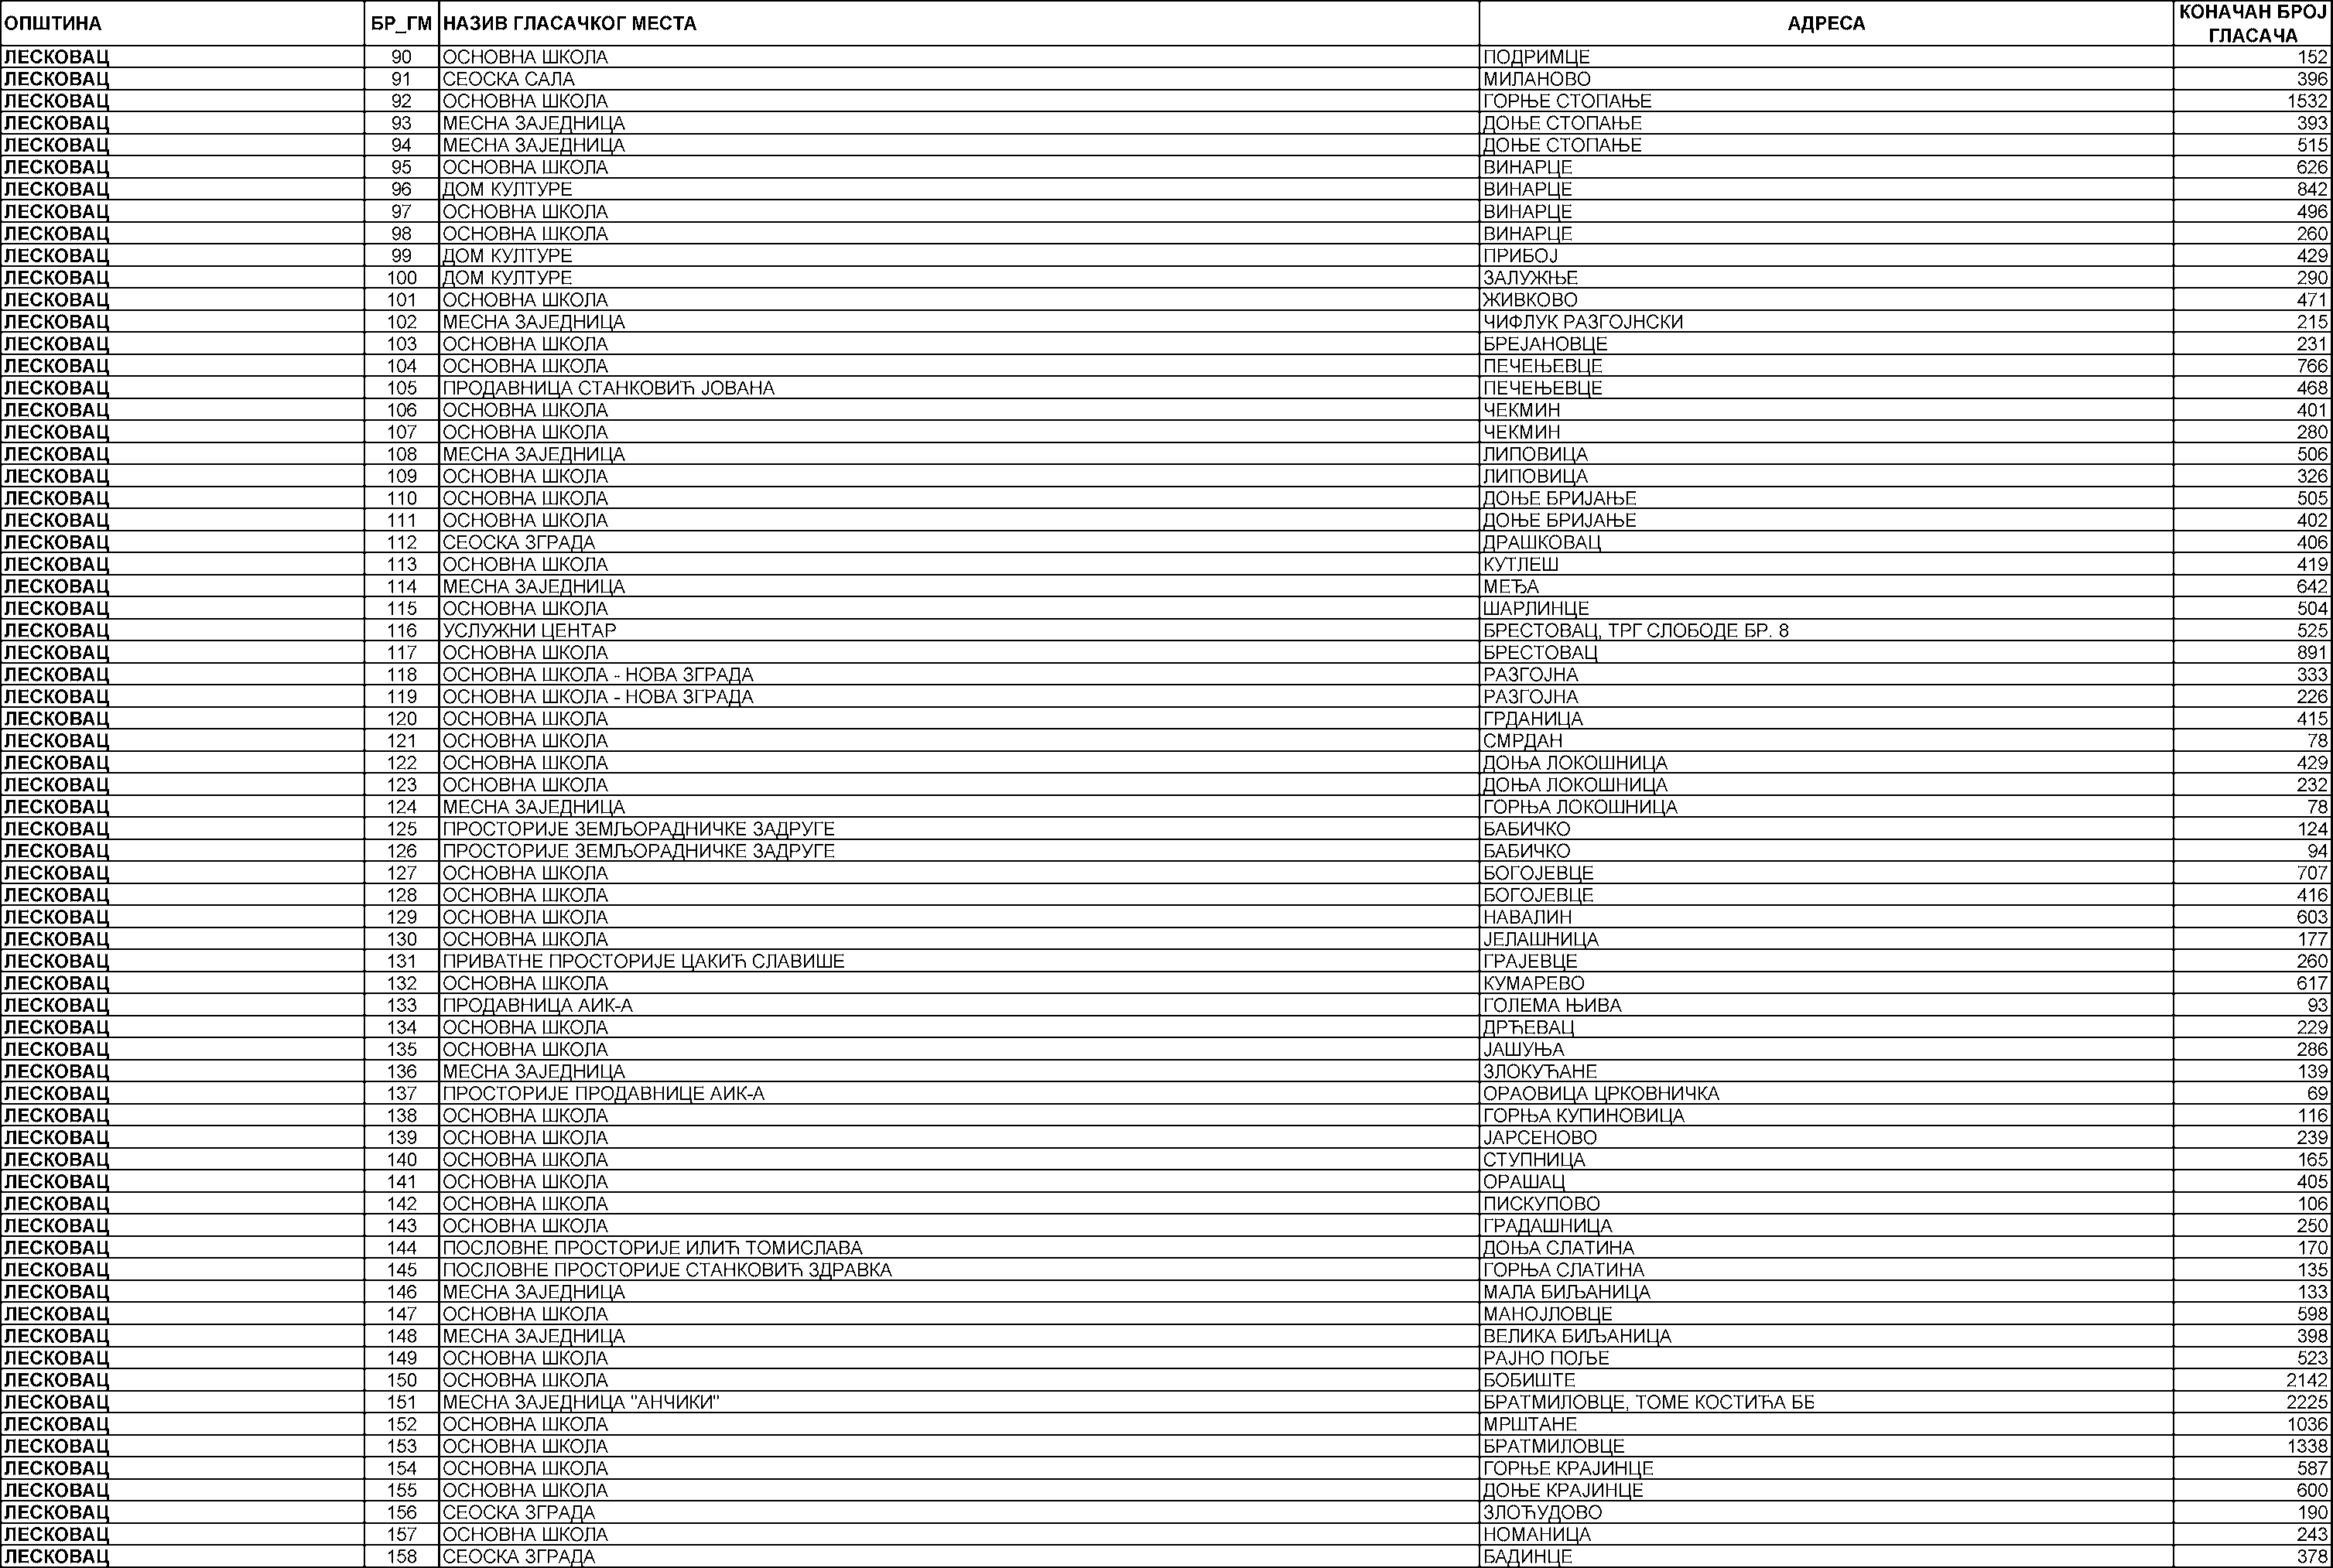 ОПШТИНА БР_ГМ НАЗИВ ГЛАСАЧКОГ МЕСТА АДРЕСА КОНАЧАН БРОЈ ГЛАСАЧА
ЛЕСКОВАЦ 90 ОСНОВНА ШКОЛА ПОДРИМЦЕ 152
ЛЕСКОВАЦ 91 СЕОСКА САЛА МИЛАНОВО 396
ЛЕСКОВАЦ 92 ОСНОВНА ШКОЛА ГОРЊЕ СТОПАЊЕ 1532
ЛЕСКОВАЦ 93 МЕСНА ЗАЈЕДНИЦА ДОЊЕ СТОПАЊЕ 393
ЛЕСКОВАЦ 94 МЕСНА ЗАЈЕДНИЦА ДОЊЕ СТОПАЊЕ 515
ЛЕСКОВАЦ 95 ОСНОВНА ШКОЛА ВИНАРЦЕ 626
ЛЕСКОВАЦ 96 ДОМ КУЛТУРЕ ВИНАРЦЕ 842
ЛЕСКОВАЦ 97 ОСНОВНА ШКОЛА ВИНАРЦЕ 496
ЛЕСКОВАЦ 98 ОСНОВНА ШКОЛА ВИНАРЦЕ 260
ЛЕСКОВАЦ 99 ДОМ КУЛТУРЕ ПРИБОЈ 429
ЛЕСКОВАЦ 100 ДОМ КУЛТУРЕ ЗАЛУЖЊЕ 290
ЛЕСКОВАЦ 101 ОСНОВНА ШКОЛА ЖИВКОВО 471
ЛЕСКОВАЦ 102 МЕСНА ЗАЈЕДНИЦА ЧИФЛУК РАЗГОЈНСКИ 215
ЛЕСКОВАЦ 103 ОСНОВНА ШКОЛА БРЕЈАНОВЦЕ 231
ЛЕСКОВАЦ 104 ОСНОВНА ШКОЛА ПЕЧЕЊЕВЦЕ 766
ЛЕСКОВАЦ 105 ПРОДАВНИЦА СТАНКОВИЋ ЈОВАНА ПЕЧЕЊЕВЦЕ 468
ЛЕСКОВАЦ 106 ОСНОВНА ШКОЛА ЧЕКМИН 401
ЛЕСКОВАЦ 107 ОСНОВНА ШКОЛА ЧЕКМИН 280
ЛЕСКОВАЦ 108 МЕСНА ЗАЈЕДНИЦА ЛИПОВИЦА 506
ЛЕСКОВАЦ 109 ОСНОВНА ШКОЛА ЛИПОВИЦА 326
ЛЕСКОВАЦ 110 ОСНОВНА ШКОЛА ДОЊЕ БРИЈАЊЕ 505
ЛЕСКОВАЦ 111 ОСНОВНА ШКОЛА ДОЊЕ БРИЈАЊЕ 402
ЛЕСКОВАЦ 112 СЕОСКА ЗГРАДА ДРАШКОВАЦ 406
ЛЕСКОВАЦ 113 ОСНОВНА ШКОЛА КУТЛЕШ 419
ЛЕСКОВАЦ 114 МЕСНА ЗАЈЕДНИЦА МЕЂА 642
ЛЕСКОВАЦ 115 ОСНОВНА ШКОЛА ШАРЛИНЦЕ 504
ЛЕСКОВАЦ 116 УСЛУЖНИ ЦЕНТАР БРЕСТОВАЦ, ТРГ СЛОБОДЕ БР. 8 525
ЛЕСКОВАЦ 117 ОСНОВНА ШКОЛА БРЕСТОВАЦ 891
ЛЕСКОВАЦ 118 ОСНОВНА ШКОЛА - НОВА ЗГРАДА РАЗГОЈНА 333
ЛЕСКОВАЦ 119 ОСНОВНА ШКОЛА - НОВА ЗГРАДА РАЗГОЈНА 226
ЛЕСКОВАЦ 120 ОСНОВНА ШКОЛА ГРДАНИЦА 415
ЛЕСКОВАЦ 121 ОСНОВНА ШКОЛА СМРДАН 78
ЛЕСКОВАЦ 122 ОСНОВНА ШКОЛА ДОЊА ЛОКОШНИЦА 429
ЛЕСКОВАЦ 123 ОСНОВНА ШКОЛА ДОЊА ЛОКОШНИЦА 232
ЛЕСКОВАЦ 124 МЕСНА ЗАЈЕДНИЦА ГОРЊА ЛОКОШНИЦА 78
ЛЕСКОВАЦ 125 ПРОСТОРИЈЕ ЗЕМЉОРАДНИЧКЕ ЗАДРУГЕ БАБИЧКО 124
ЛЕСКОВАЦ 126 ПРОСТОРИЈЕ ЗЕМЉОРАДНИЧКЕ ЗАДРУГЕ БАБИЧКО 94
ЛЕСКОВАЦ 127 ОСНОВНА ШКОЛА БОГОЈЕВЦЕ 707
ЛЕСКОВАЦ 128 ОСНОВНА ШКОЛА БОГОЈЕВЦЕ 416
ЛЕСКОВАЦ 129 ОСНОВНА ШКОЛА НАВАЛИН 603
ЛЕСКОВАЦ 130 ОСНОВНА ШКОЛА ЈЕЛАШНИЦА 177
ЛЕСКОВАЦ 131 ПРИВАТНЕ ПРОСТОРИЈЕ ЦАКИЋ СЛАВИШЕ ГРАЈЕВЦЕ 260
ЛЕСКОВАЦ 132 ОСНОВНА ШКОЛА КУМАРЕВО 617
ЛЕСКОВАЦ 133 ПРОДАВНИЦА АИК-А ГОЛЕМА ЊИВА 93
ЛЕСКОВАЦ 134 ОСНОВНА ШКОЛА ДРЋЕВАЦ 229
ЛЕСКОВАЦ 135 ОСНОВНА ШКОЛА ЈАШУЊА 286
ЛЕСКОВАЦ 136 МЕСНА ЗАЈЕДНИЦА ЗЛОКУЋАНЕ 139
ЛЕСКОВАЦ 137 ПРОСТОРИЈЕ ПРОДАВНИЦЕ АИК-А ОРАОВИЦА ЦРКОВНИЧКА 69
ЛЕСКОВАЦ 138 ОСНОВНА ШКОЛА ГОРЊА КУПИНОВИЦА 116
ЛЕСКОВАЦ 139 ОСНОВНА ШКОЛА ЈАРСЕНОВО 239
ЛЕСКОВАЦ 140 ОСНОВНА ШКОЛА СТУПНИЦА 165
ЛЕСКОВАЦ 141 ОСНОВНА ШКОЛА ОРАШАЦ 405
ЛЕСКОВАЦ 142 ОСНОВНА ШКОЛА ПИСКУПОВО 106
ЛЕСКОВАЦ 143 ОСНОВНА ШКОЛА ГРАДАШНИЦА 250
ЛЕСКОВАЦ 144 ПОСЛОВНЕ ПРОСТОРИЈЕ ИЛИЋ ТОМИСЛАВА ДОЊА СЛАТИНА 170
ЛЕСКОВАЦ 145 ПОСЛОВНЕ ПРОСТОРИЈЕ СТАНКОВИЋ ЗДРАВКА ГОРЊА СЛАТИНА 135
ЛЕСКОВАЦ 146 МЕСНА ЗАЈЕДНИЦА МАЛА БИЉАНИЦА 133
ЛЕСКОВАЦ 147 ОСНОВНА ШКОЛА МАНОЈЛОВЦЕ 598
ЛЕСКОВАЦ 148 МЕСНА ЗАЈЕДНИЦА ВЕЛИКА БИЉАНИЦА 398
ЛЕСКОВАЦ 149 ОСНОВНА ШКОЛА РАЈНО ПОЉЕ 523
ЛЕСКОВАЦ 150 ОСНОВНА ШКОЛА БОБИШТЕ 2142
ЛЕСКОВАЦ 151 МЕСНА ЗАЈЕДНИЦА "АНЧИКИ" БРАТМИЛОВЦЕ, ТОМЕ КОСТИЋА ББ 2225
ЛЕСКОВАЦ 152 ОСНОВНА ШКОЛА МРШТАНЕ 1036
ЛЕСКОВАЦ 153 ОСНОВНА ШКОЛА БРАТМИЛОВЦЕ 1338
ЛЕСКОВАЦ 154 ОСНОВНА ШКОЛА ГОРЊЕ КРАЈИНЦЕ 587
ЛЕСКОВАЦ 155 ОСНОВНА ШКОЛА ДОЊЕ КРАЈИНЦЕ 600
ЛЕСКОВАЦ 156 СЕОСКА ЗГРАДА ЗЛОЋУДОВО 190
ЛЕСКОВАЦ 157 ОСНОВНА ШКОЛА НОМАНИЦА 243
ЛЕСКОВАЦ 158 СЕОСКА ЗГРАДА БАДИНЦЕ 378